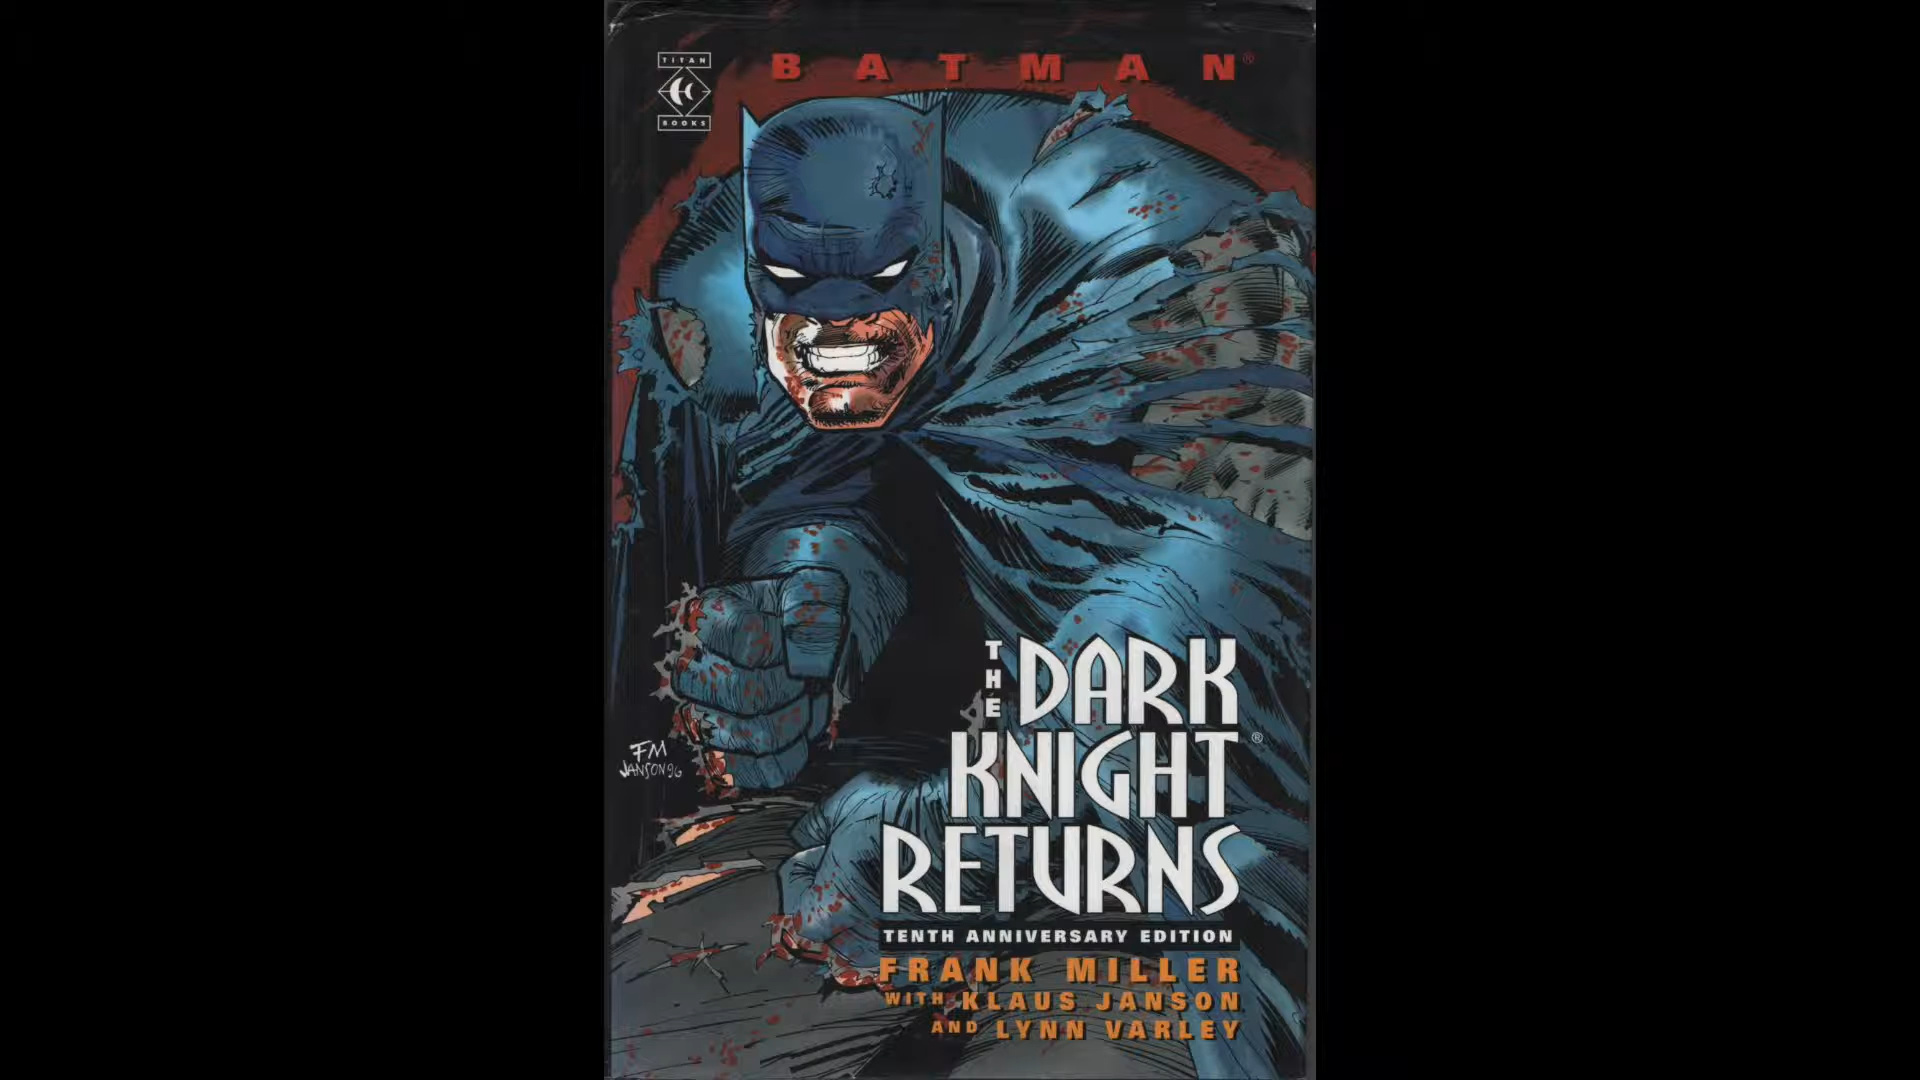 TITAN
BOOKS
BATMAN®
THE
DARK
KNIGHT®
RETURNS
FM
JANSON96
TENTH ANNIVERSARY EDITION
FRANK MILLER
WITH KLAUS JANSON
AND LYNN VARLEY